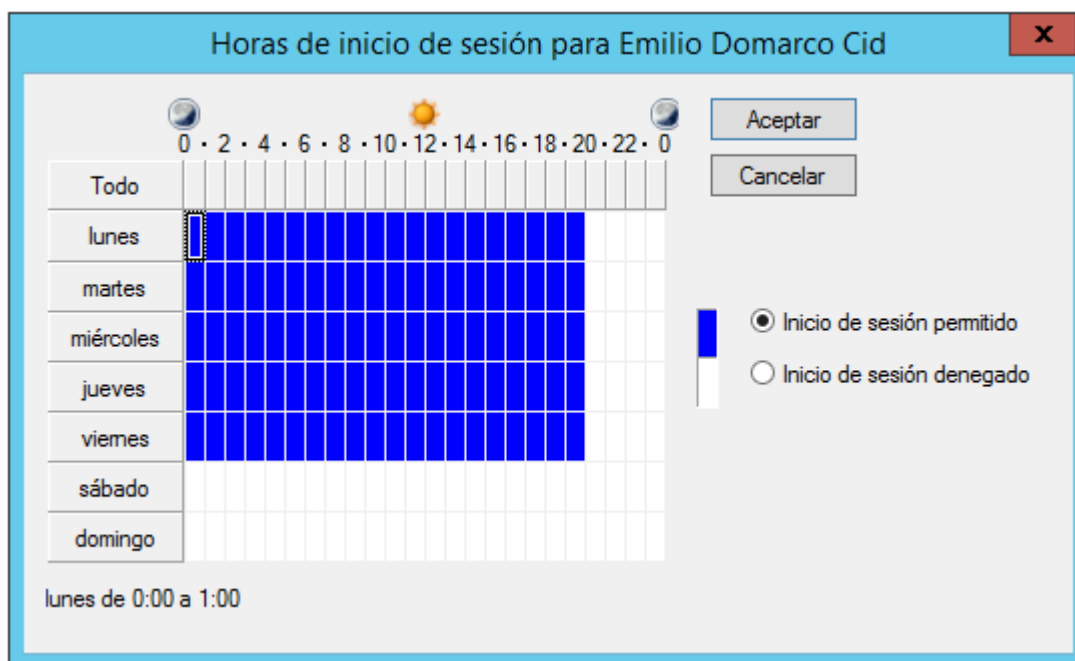 Horas de inicio de sesión para Emilio Domarco Cid
x
0 · 2 · 4 · 6 · 8 · 10 · 12 · 14 · 16 · 18 · 20 · 22 · 0
Aceptar
Cancelar
Todo
lunes
martes
miércoles
jueves
viernes
sábado
domingo
Inicio de sesión permitido
Inicio de sesión denegado
lunes de 0:00 a 1:00